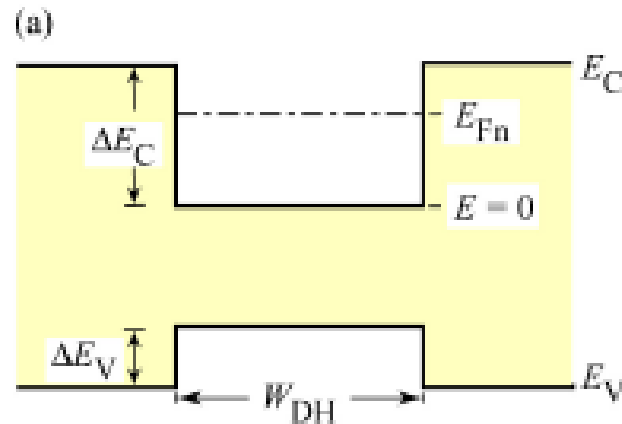 (a)
E_C
E_Fn
ΔE_C
E = 0
ΔE_V
E_V
W_DH